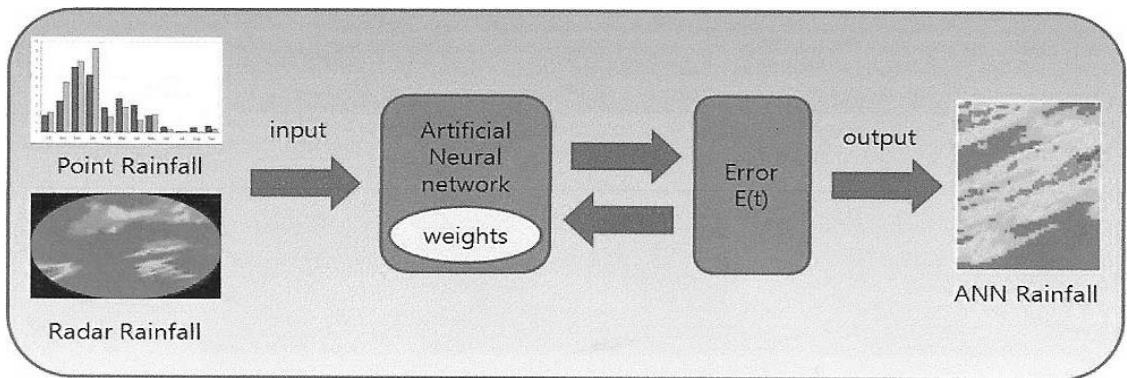 Point Rainfall
Radar Rainfall
input
Artificial
Neural
network
weights
Error
E(t)
output
ANN Rainfall